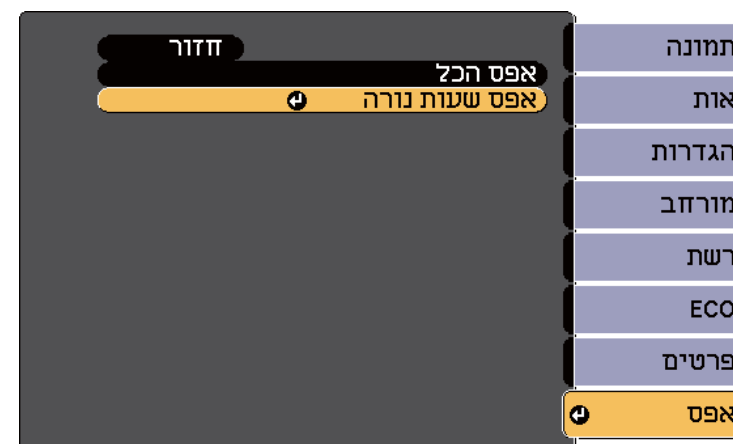 תמונה
אות
הגדרות
מורחב
רשת
ECO
פרטים
אפס
חזור
אפס הכל
אפס שעות נורה